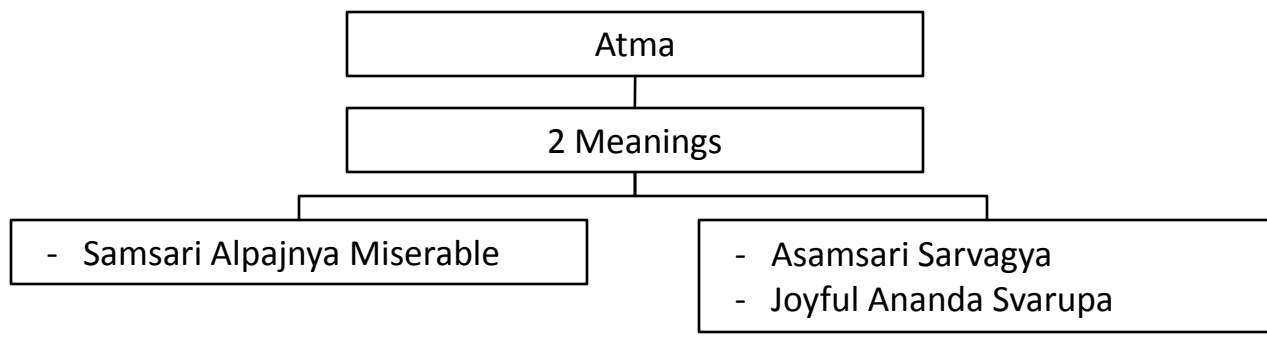 Atma
2 Meanings
- Samsari Alpajnya Miserable
- Asamsari Sarvagya
- Joyful Ananda Svarupa